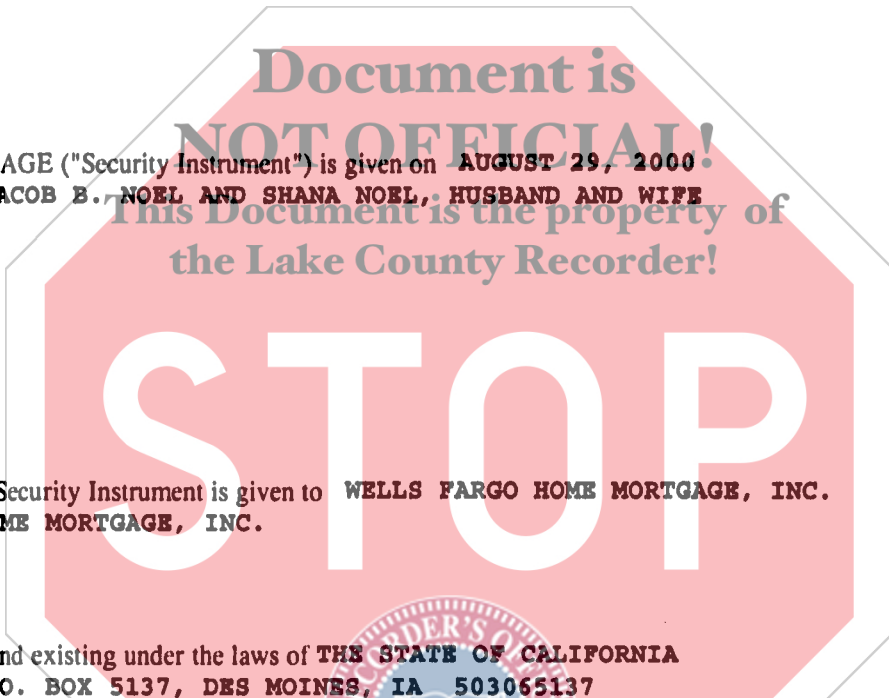 Document is
NOT OFFICIAL!
AGE ("Security Instrument") is given on AUGUST 29, 2000
ACOB B. NOEL AND SHANA NOEL, HUSBAND AND WIFE
This Document is the property of
the Lake County Recorder!
STOP
Security Instrument is given to WELLS FARGO HOME MORTGAGE, INC.
ME MORTGAGE, INC.
CORDER'S O
nd existing under the laws of THE STATE OF CALIFORNIA
O. BOX 5137, DES MOINES, IA 503065137